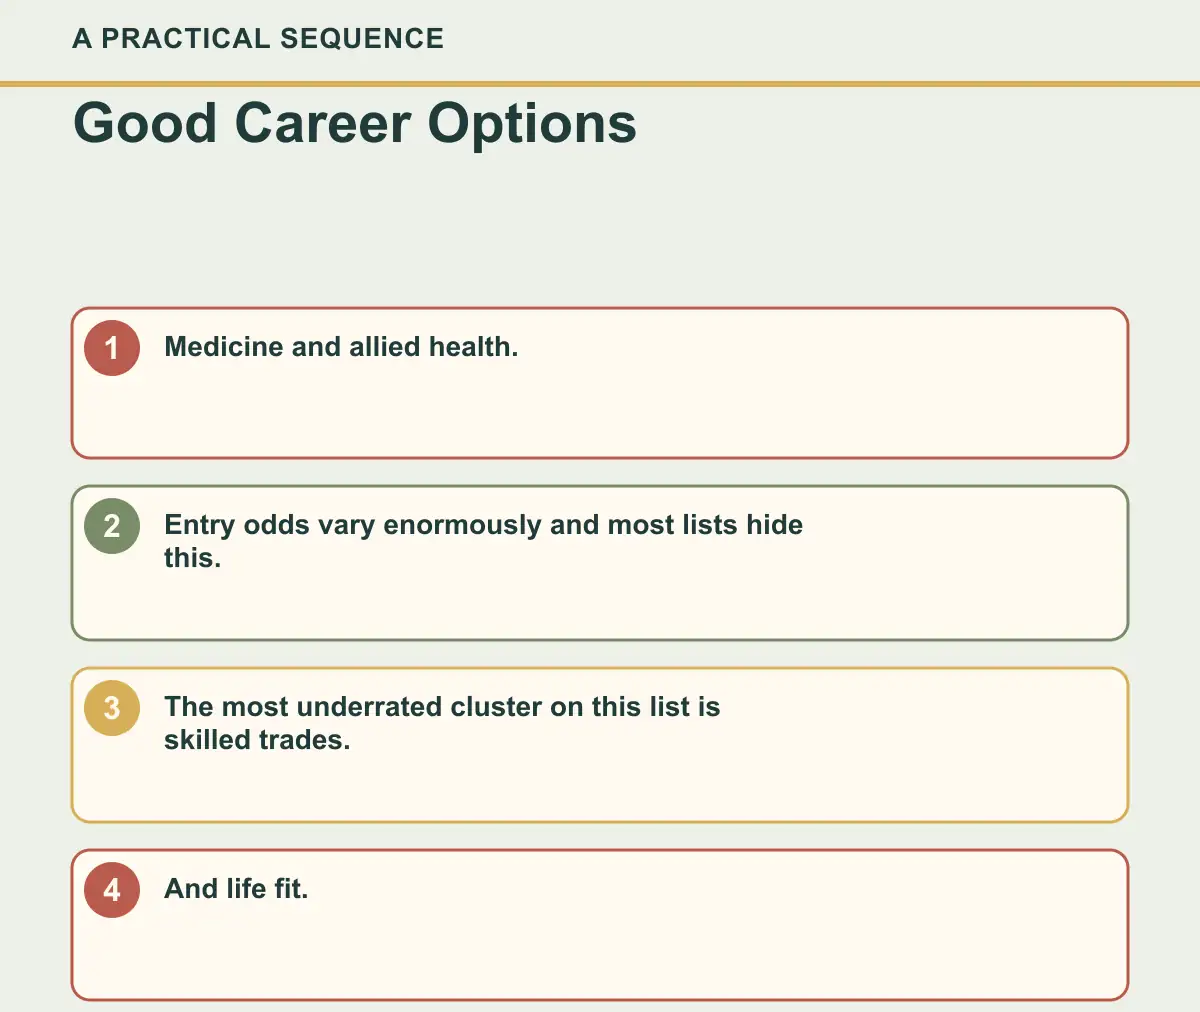 A PRACTICAL SEQUENCE
Good Career Options
1
Medicine and allied health.
2
Entry odds vary enormously and most lists hide
this.
3
The most underrated cluster on this list is
skilled trades.
4
And life fit.